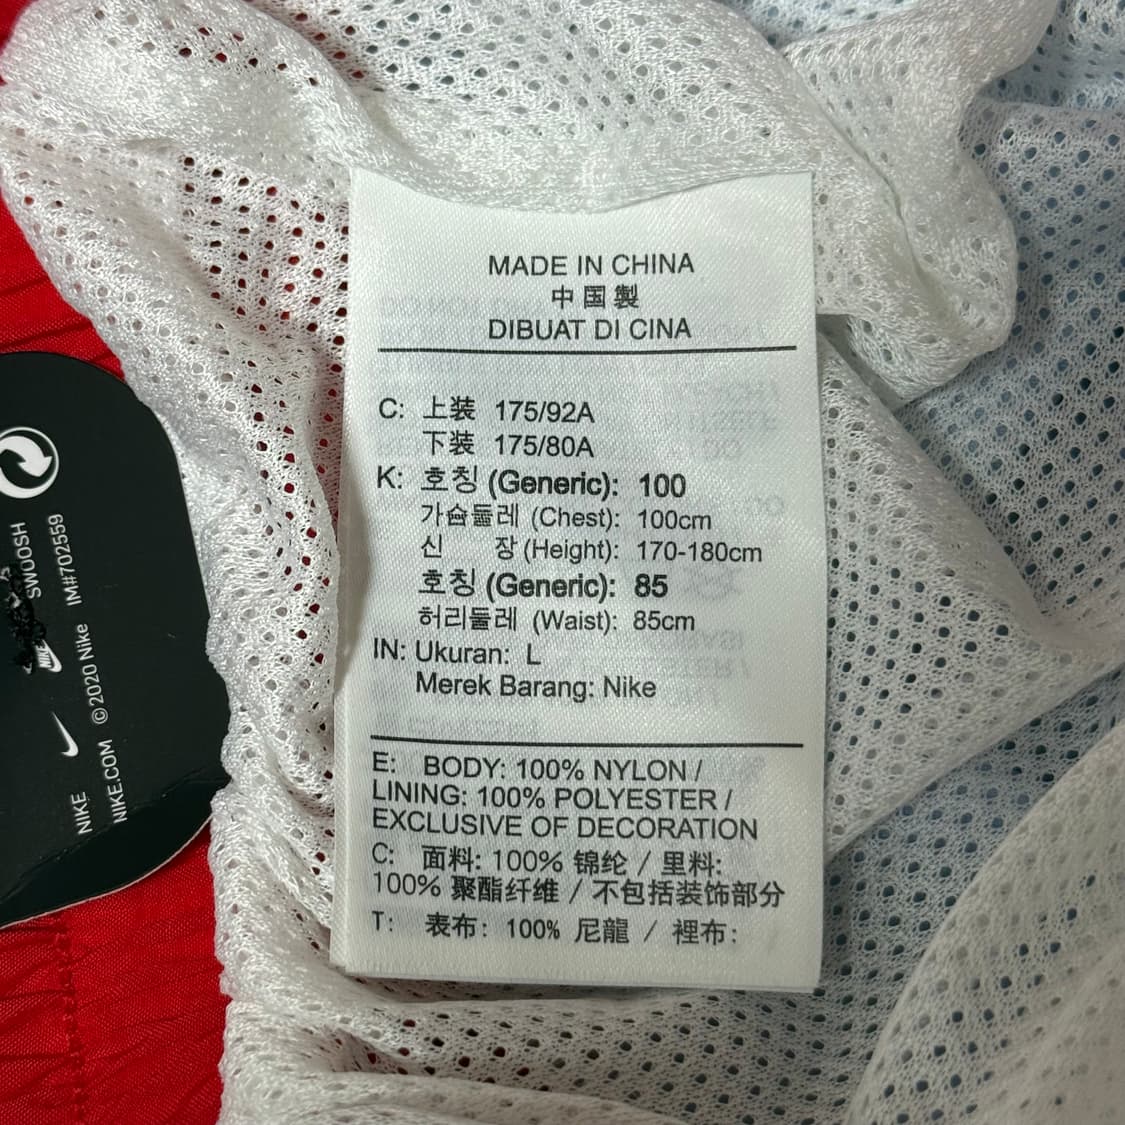 MADE IN CHINA
中国製
DIBUAT DI CINA
C: 上装 175/92A
下装 175/80A
K: 호칭 (Generic): 100
가슴둘레 (Chest): 100cm
신 장 (Height): 170-180cm
호칭 (Generic): 85
허리둘레 (Waist): 85cm
IN: Ukuran: L
Merek Barang: Nike
E: BODY: 100% NYLON /
LINING: 100% POLYESTER /
EXCLUSIVE OF DECORATION
C: 面料: 100% 锦纶 / 里料:
100% 聚酯纤维 / 不包括装饰部分
T: 表布: 100% 尼龍 / 裡布:
SWOOSH
NIKE
NIKE
NIKE.COM © 2020 Nike IM#702559